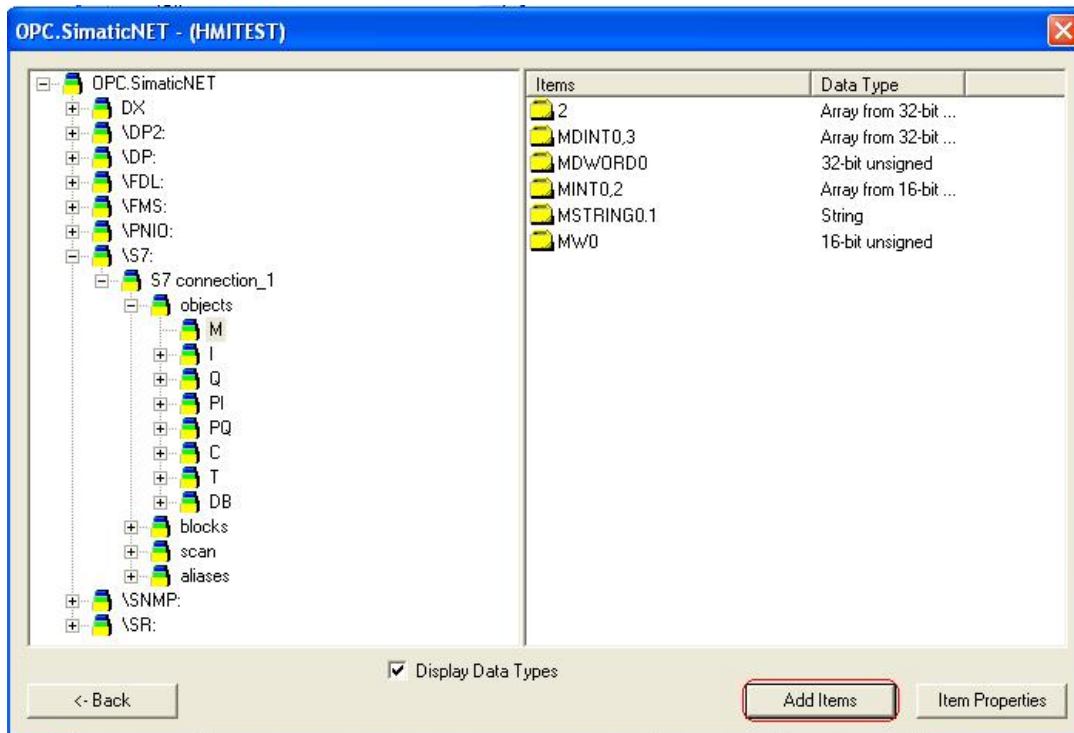 OPC.SimaticNET - (HMITEST)
OPC.SimaticNET
DX
\DP2:
\DP:
\FDL:
\FMS:
\PNIO:
\S7:
S7 connection_1
objects
M
I
Q
PI
PQ
C
T
DB
blocks
scan
aliases
\SNMP:
\SR:
Items Data Type
2 Array from 32-bit ...
MDINT0,3 Array from 32-bit ...
MDWORD0 32-bit unsigned
MINT0,2 Array from 16-bit ...
MSTRING0.1 String
MW0 16-bit unsigned
Display Data Types
<- Back Add Items Item Properties